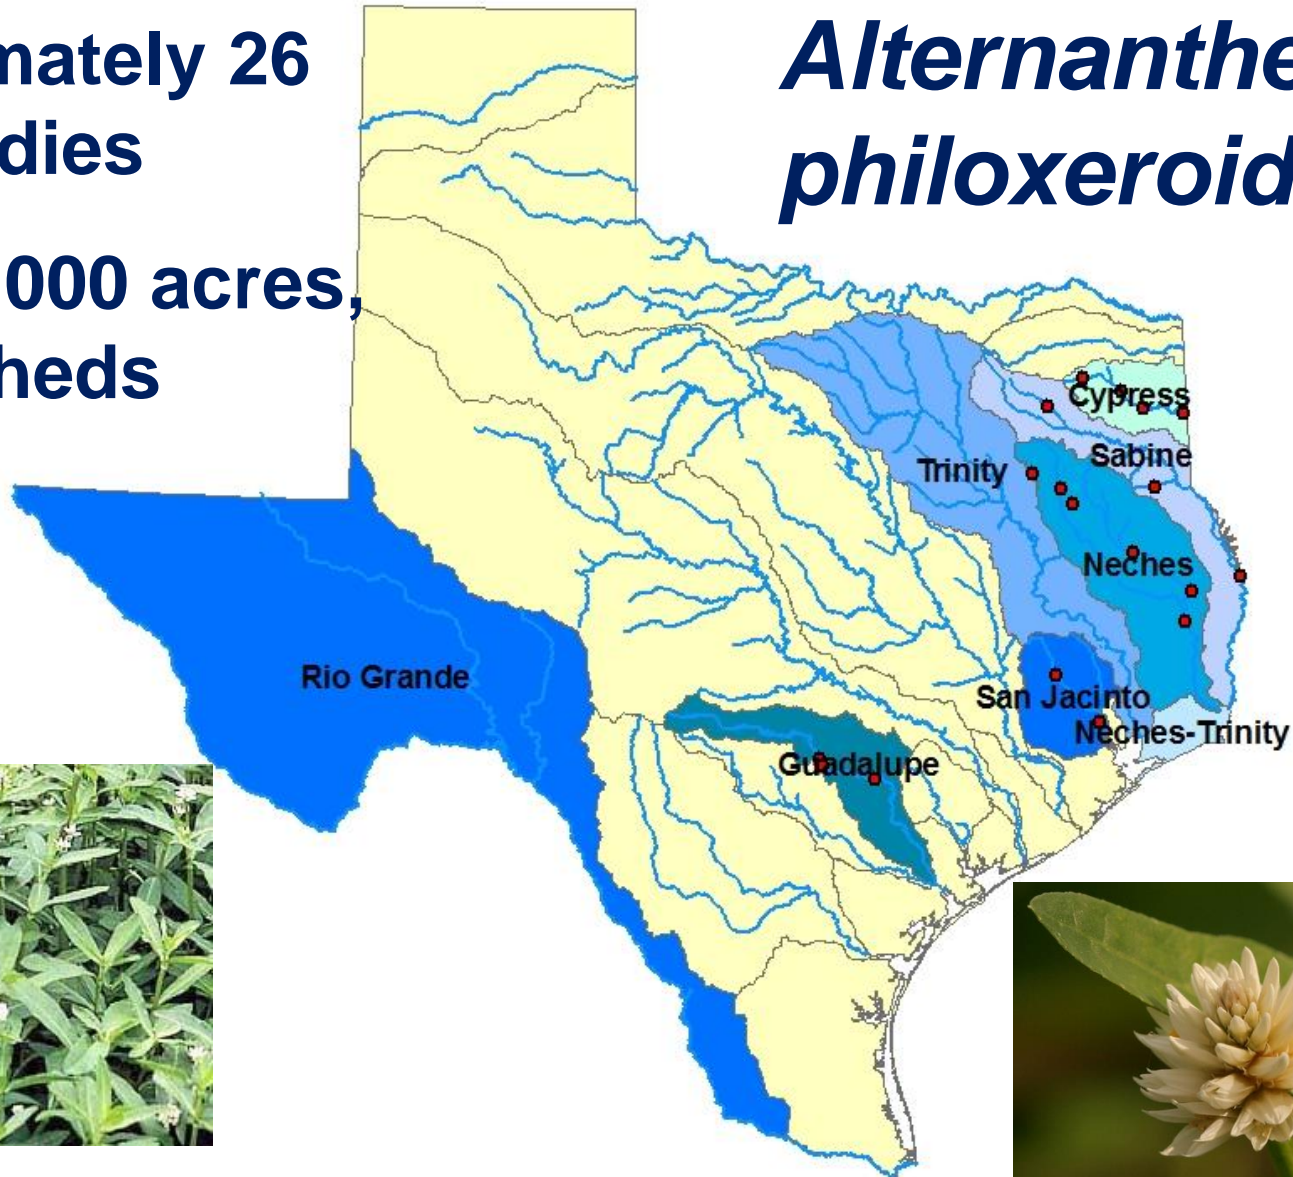 mately 26
dies
000 acres,
heds
Alternanthe
philoxeroid
Cypress
Sabine
Trinity
Neches
Rio Grande
San Jacinto
Neches-Trinity
Guadalupe